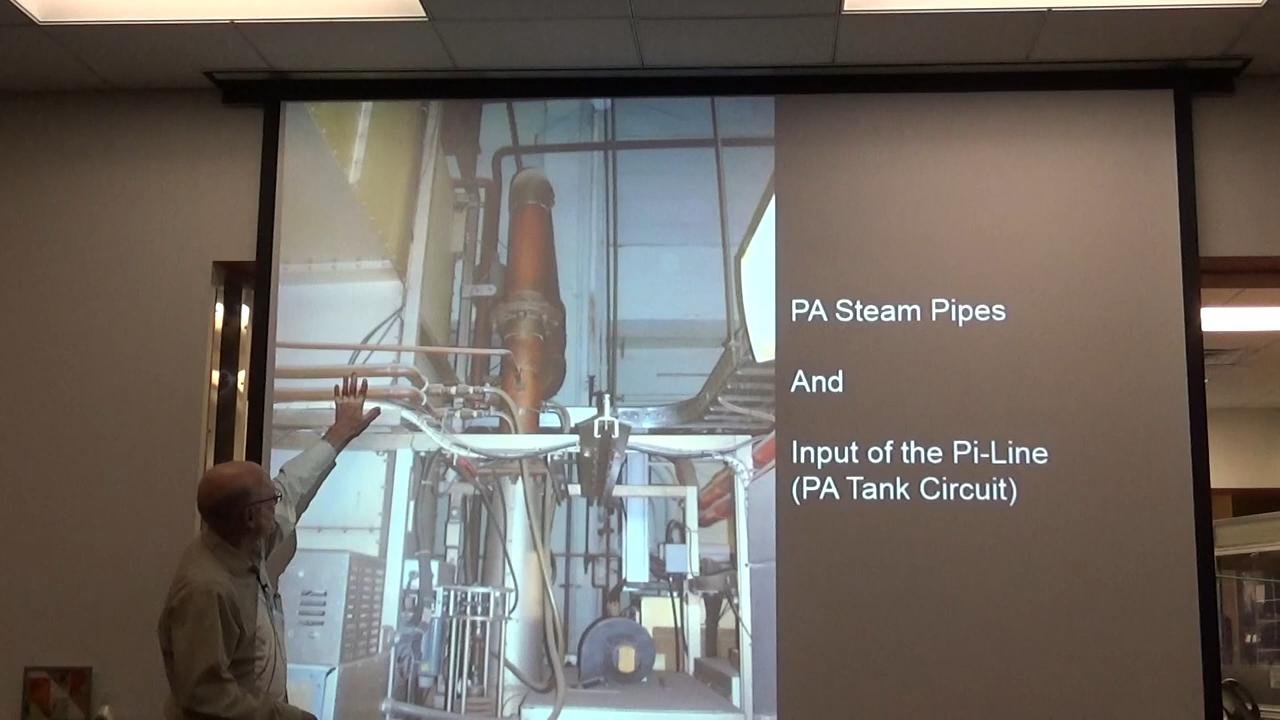 PA Steam Pipes
And
Input of the Pi-Line
(PA Tank Circuit)